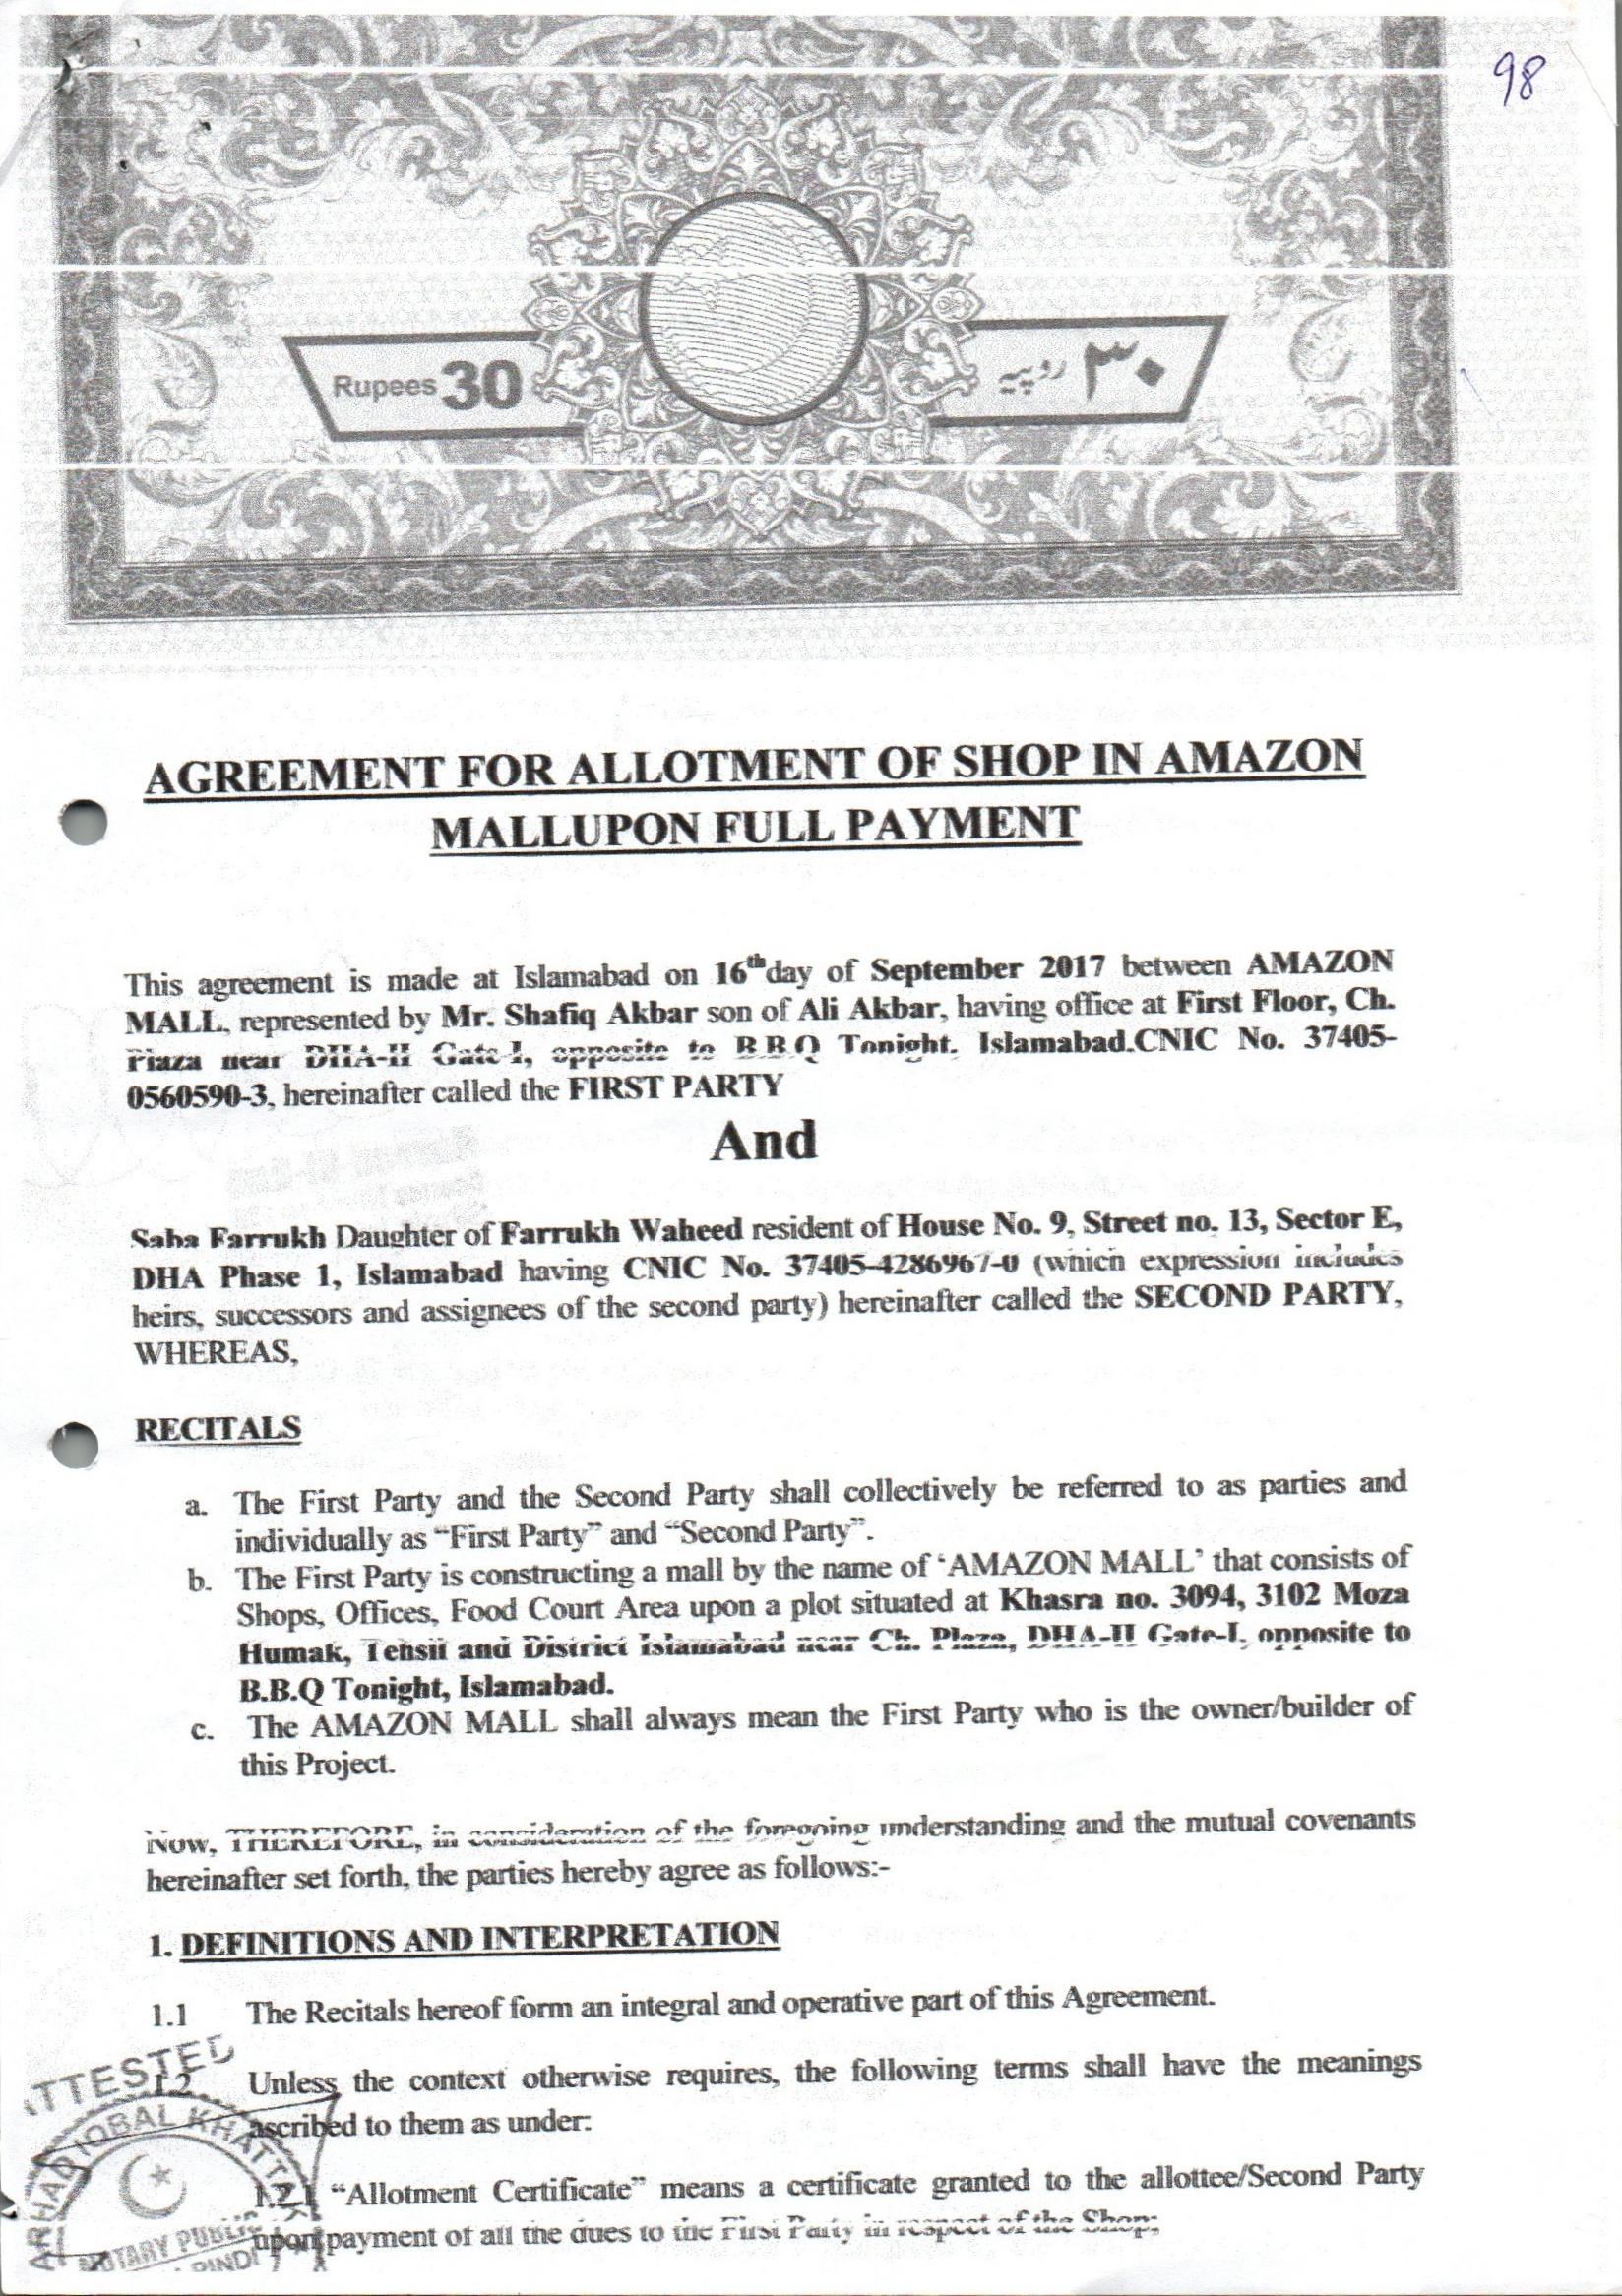 98
Rupees 30
۳۰ روپیہ
AGREEMENT FOR ALLOTMENT OF SHOP IN AMAZON
MALLUPON FULL PAYMENT
This agreement is made at Islamabad on 16th day of September 2017 between AMAZON
MALL, represented by Mr. Shafiq Akbar son of Ali Akbar, having office at First Floor, Ch.
Plaza near DHA-II Gate-I, opposite to B.B.Q Tonight, Islamabad.CNIC No. 37405-
0560590-3, hereinafter called the FIRST PARTY
And
Saba Farrukh Daughter of Farrukh Waheed resident of House No. 9, Street no. 13, Sector E,
DHA Phase 1, Islamabad having CNIC No. 37405-4286967-0 (which expression includes
heirs, successors and assignees of the second party) hereinafter called the SECOND PARTY,
WHEREAS,
RECITALS
a. The First Party and the Second Party shall collectively be referred to as parties and
individually as “First Party” and “Second Party”.
b. The First Party is constructing a mall by the name of ‘AMAZON MALL’ that consists of
Shops, Offices, Food Court Area upon a plot situated at Khasra no. 3094, 3102 Moza
Humak, Tehsil and District Islamabad near Ch. Plaza, DHA-II Gate-I, opposite to
B.B.Q Tonight, Islamabad.
c. The AMAZON MALL shall always mean the First Party who is the owner/builder of
this Project.
Now, THEREFORE, in consideration of the foregoing understanding and the mutual covenants
hereinafter set forth, the parties hereby agree as follows:-
1. DEFINITIONS AND INTERPRETATION
1.1 The Recitals hereof form an integral and operative part of this Agreement.
1.2 Unless the context otherwise requires, the following terms shall have the meanings
ascribed to them as under:
1.2.1 “Allotment Certificate” means a certificate granted to the allottee/Second Party
upon payment of all the dues to the First Party in respect of the Shop;
ATTESTED
IQBAL KHATTAK
NOTARY PUBLIC